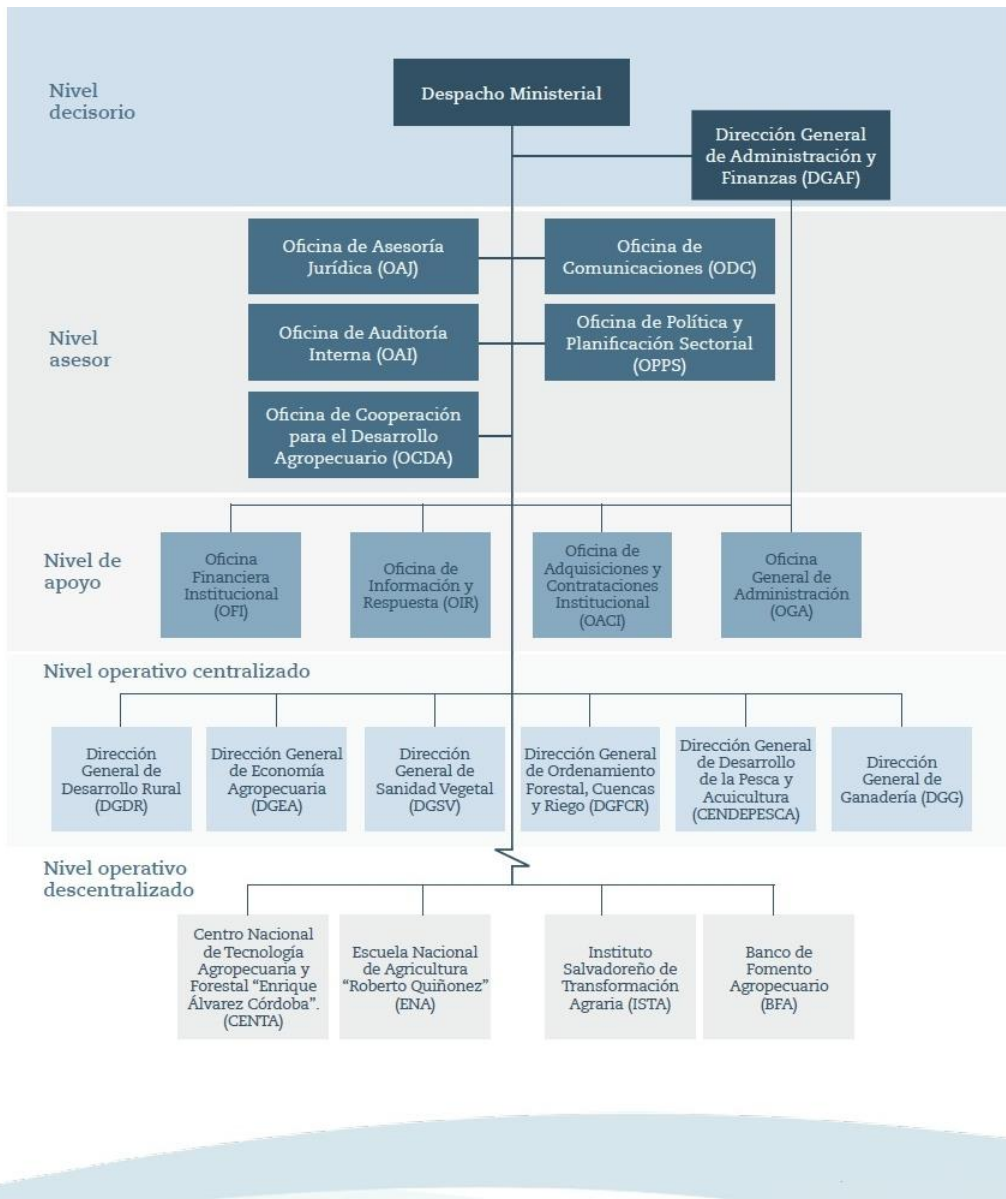 Nivel
decisorio
Despacho Ministerial
Dirección General
de Administración y
Finanzas (DGAF)
Nivel
asesor
Oficina de Asesoría
Jurídica (OAJ)
Oficina de
Comunicaciones (ODC)
Oficina de Auditoría
Interna (OAI)
Oficina de Política y
Planificación Sectorial
(OPPS)
Oficina de Cooperación
para el Desarrollo
Agropecuario (OCDA)
Nivel de
apoyo
Oficina
Financiera
Institucional
(OFI)
Oficina de
Información y
Respuesta (OIR)
Oficina de
Adquisiciones y
Contrataciones
Institucional
(OACI)
Oficina
General de
Administración
(OGA)
Nivel operativo centralizado
Dirección
General de
Desarrollo Rural
(DGDR)
Dirección General
de Economía
Agropecuaria
(DGEA)
Dirección
General de
Sanidad Vegetal
(DGSV)
Dirección General
de Ordenamiento
Forestal, Cuencas
y Riego (DGFCR)
Dirección General
de Desarrollo
de la Pesca y
Acuicultura
(CENDEPESCA)
Dirección
General de
Ganadería (DGG)
Nivel operativo
descentralizado
Centro Nacional
de Tecnología
Agropecuaria y
Forestal “Enrique
Álvarez Córdoba”.
(CENTA)
Escuela Nacional
de Agricultura
“Roberto Quiñonez”
(ENA)
Instituto
Salvadoreño de
Transformación
Agraria (ISTA)
Banco de
Fomento
Agropecuario
(BFA)